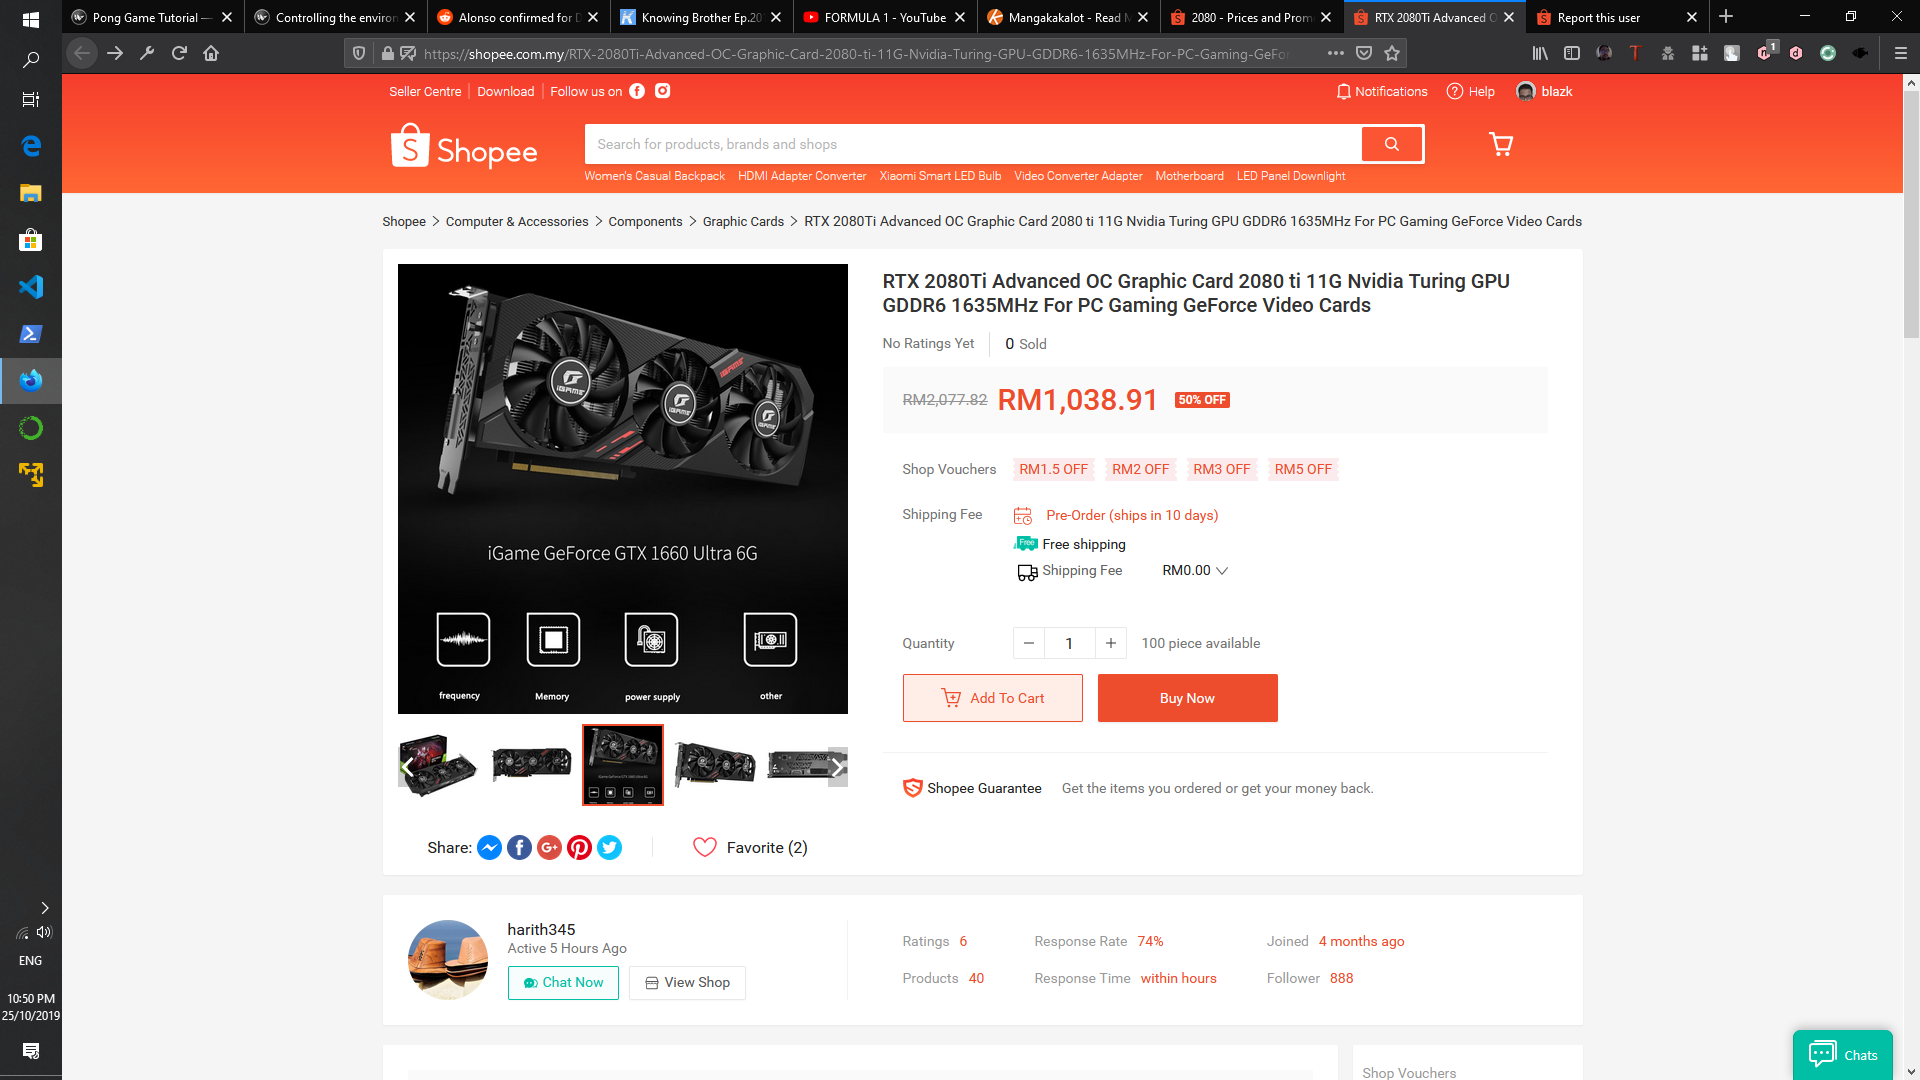 Pong Game Tutorial —
Controlling the environ
Alonso confirmed for D
Knowing Brother Ep.20
FORMULA 1 - YouTube
Mangakakalot - Read M
2080 - Prices and Prom
RTX 2080Ti Advanced O
Report this user
https://shopee.com.my/RTX-2080Ti-Advanced-OC-Graphic-Card-2080-ti-11G-Nvidia-Turing-GPU-GDDR6-1635MHz-For-PC-Gaming-GeFor
1
Seller Centre
Download
Follow us on
Notifications
Help
blazk
Shopee
Search for products, brands and shops
Women's Casual Backpack
HDMI Adapter Converter
Xiaomi Smart LED Bulb
Video Converter Adapter
Motherboard
LED Panel Downlight
Shopee > Computer & Accessories > Components > Graphic Cards > RTX 2080Ti Advanced OC Graphic Card 2080 ti 11G Nvidia Turing GPU GDDR6 1635MHz For PC Gaming GeForce Video Cards
iGame GeForce GTX 1660 Ultra 6G
frequency
Memory
power supply
other
Share:
Favorite (2)
RTX 2080Ti Advanced OC Graphic Card 2080 ti 11G Nvidia Turing GPU
GDDR6 1635MHz For PC Gaming GeForce Video Cards
No Ratings Yet
0 Sold
RM2,077.82 RM1,038.91 50% OFF
Shop Vouchers
RM1.5 OFF
RM2 OFF
RM3 OFF
RM5 OFF
Shipping Fee
Pre-Order (ships in 10 days)
Free
Free shipping
Shipping Fee
RM0.00
Quantity
1
100 piece available
Add To Cart
Buy Now
Shopee Guarantee
Get the items you ordered or get your money back.
harith345
Active 5 Hours Ago
Chat Now
View Shop
Ratings 6
Response Rate 74%
Joined 4 months ago
Products 40
Response Time within hours
Follower 888
Shop Vouchers
Chats
ENG
10:50 PM
25/10/2019